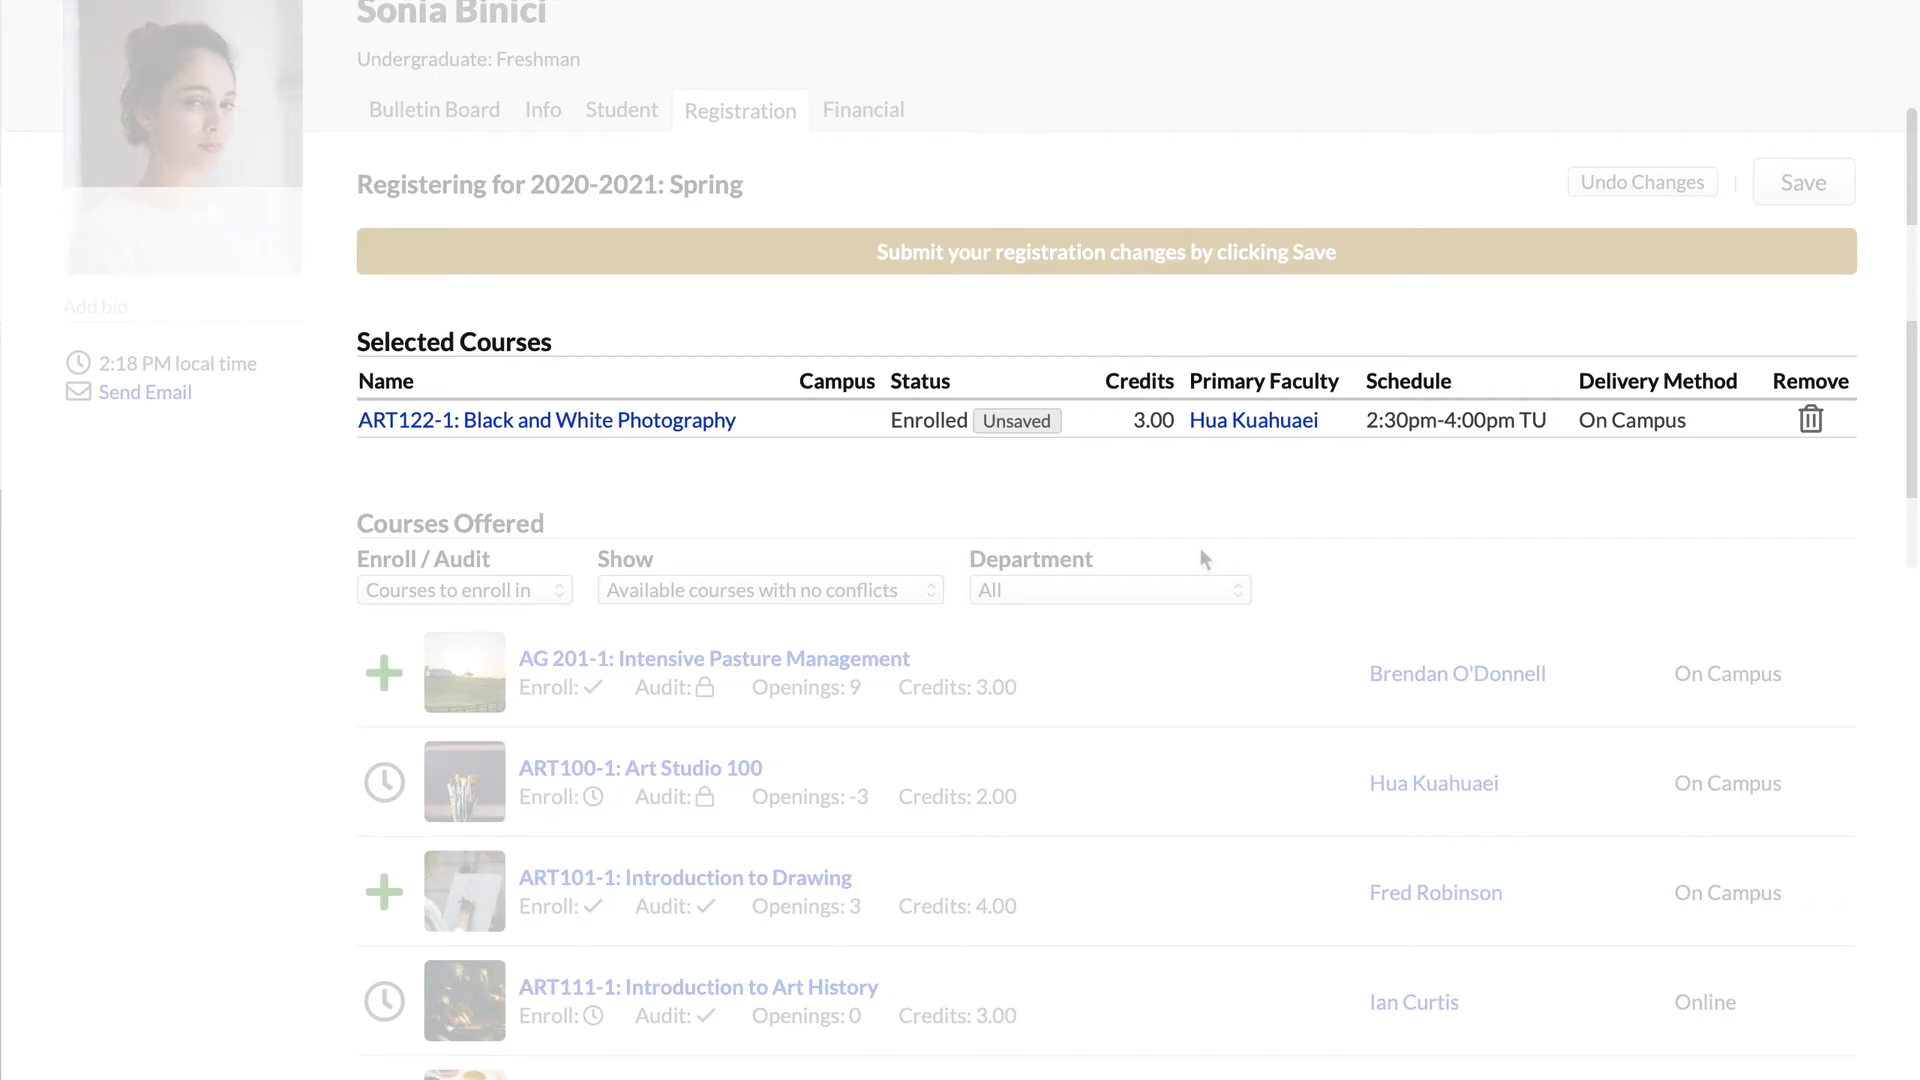 Sonia Binici
Undergraduate: Freshman
Bulletin Board Info Student Registration Financial
Registering for 2020-2021: Spring
Undo Changes | Save
Submit your registration changes by clicking Save
Add bio
2:18 PM local time
Send Email
Selected Courses
Name Campus Status Credits Primary Faculty Schedule Delivery Method Remove
ART122-1: Black and White Photography Enrolled Unsaved 3.00 Hua Kuahuaei 2:30pm-4:00pm TU On Campus
Courses Offered
Enroll / Audit Show Department
Courses to enroll in Available courses with no conflicts All
AG 201-1: Intensive Pasture Management
Enroll: Audit: Openings: 9 Credits: 3.00
Brendan O'Donnell On Campus
ART100-1: Art Studio 100
Enroll: Audit: Openings: -3 Credits: 2.00
Hua Kuahuaei On Campus
ART101-1: Introduction to Drawing
Enroll: Audit: Openings: 3 Credits: 4.00
Fred Robinson On Campus
ART111-1: Introduction to Art History
Enroll: Audit: Openings: 0 Credits: 3.00
Ian Curtis Online